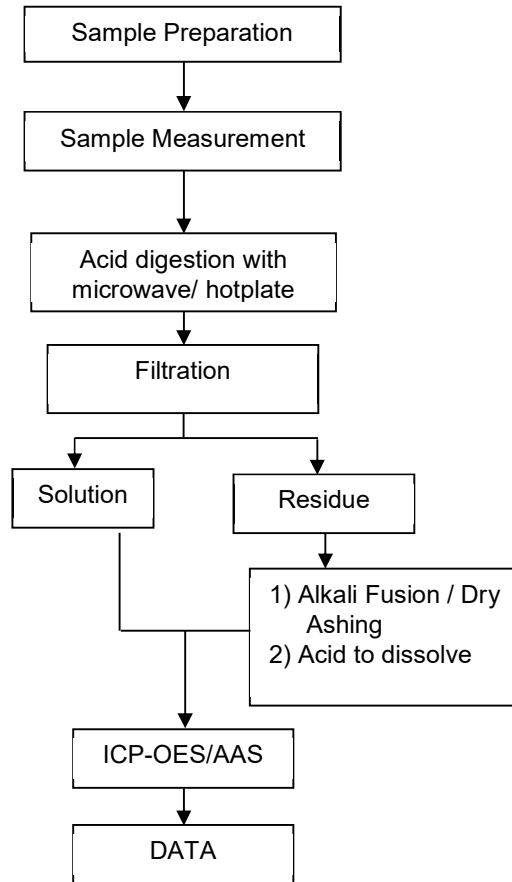 Sample Preparation
Sample Measurement
Acid digestion with
microwave/ hotplate
Filtration
Solution
Residue
1) Alkali Fusion / Dry
Ashing
2) Acid to dissolve
ICP-OES/AAS
DATA